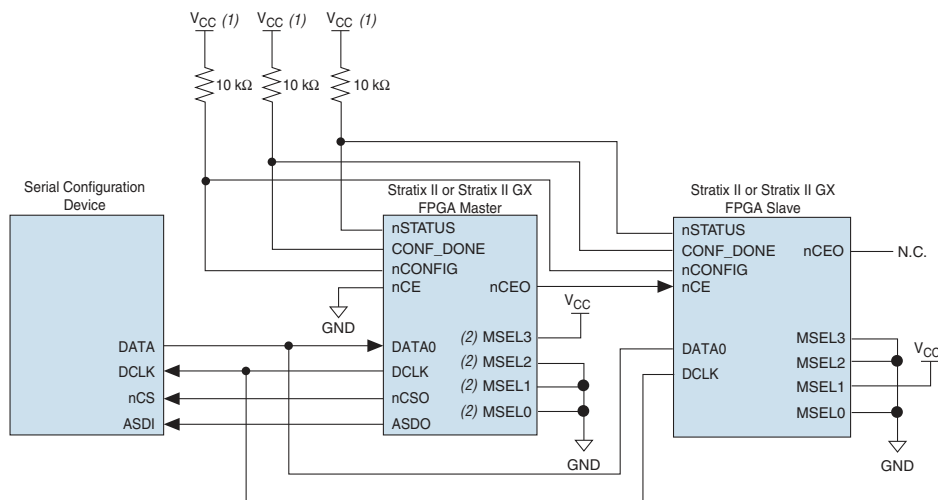 VCC (1)
VCC (1)
VCC (1)
10 kΩ
10 kΩ
10 kΩ
Serial Configuration
Device
DATA
DCLK
nCS
ASDI
Stratix II or Stratix II GX
FPGA Master
nSTATUS
CONF_DONE
nCONFIG
nCE
nCEO
GND
DATA0
DCLK
nCSO
ASDO
VCC
(2) MSEL3
(2) MSEL2
(2) MSEL1
(2) MSEL0
GND
Stratix II or Stratix II GX
FPGA Slave
nSTATUS
CONF_DONE
nCONFIG
nCE
nCEO
N.C.
DATA0
DCLK
MSEL3
MSEL2
MSEL1
MSEL0
VCC
GND